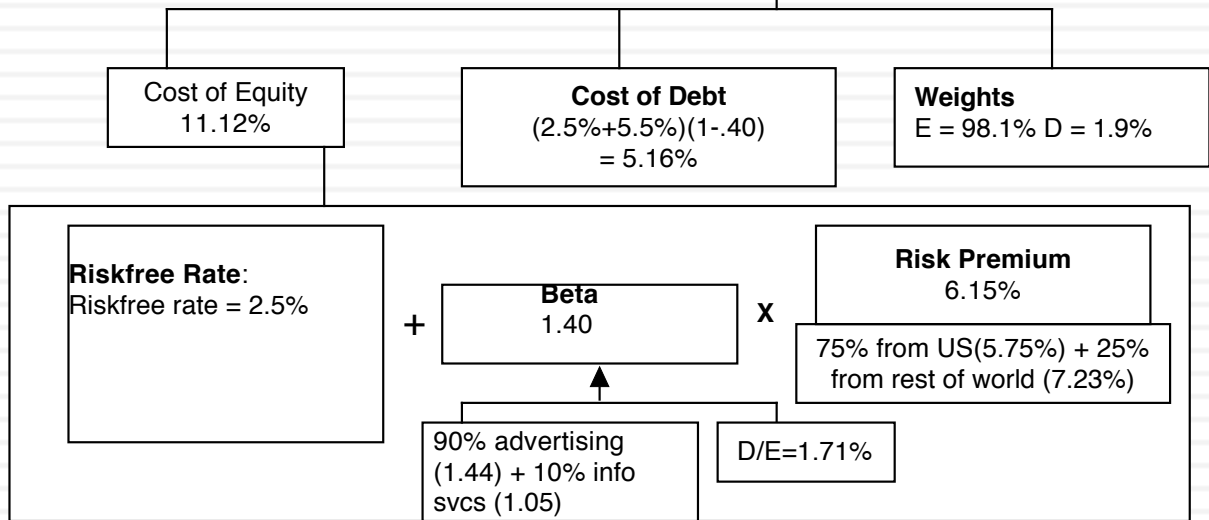 Cost of Equity
11.12%
Cost of Debt
(2.5%+5.5%)(1-.40)
= 5.16%
Weights
E = 98.1% D = 1.9%
Riskfree Rate:
Riskfree rate = 2.5%
+
Beta
1.40
X
Risk Premium
6.15%
75% from US(5.75%) + 25%
from rest of world (7.23%)
90% advertising
(1.44) + 10% info
svcs (1.05)
D/E=1.71%